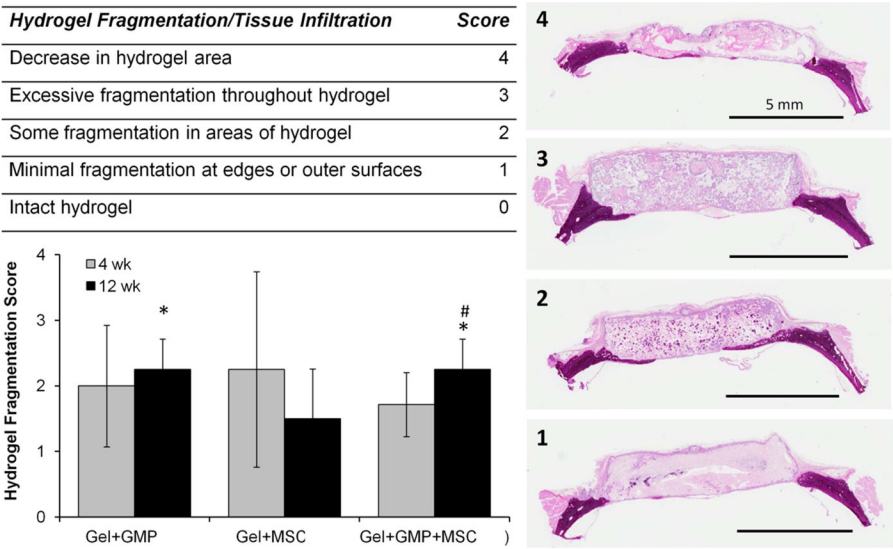 Hydrogel Fragmentation/Tissue Infiltration Score
Decrease in hydrogel area 4
Excessive fragmentation throughout hydrogel 3
Some fragmentation in areas of hydrogel 2
Minimal fragmentation at edges or outer surfaces 1
Intact hydrogel 0
Hydrogel Fragmentation Score
4
3
2
1
0
4 wk
12 wk
*
#
*
Gel+GMP Gel+MSC Gel+GMP+MSC )
4
5 mm
3
2
1